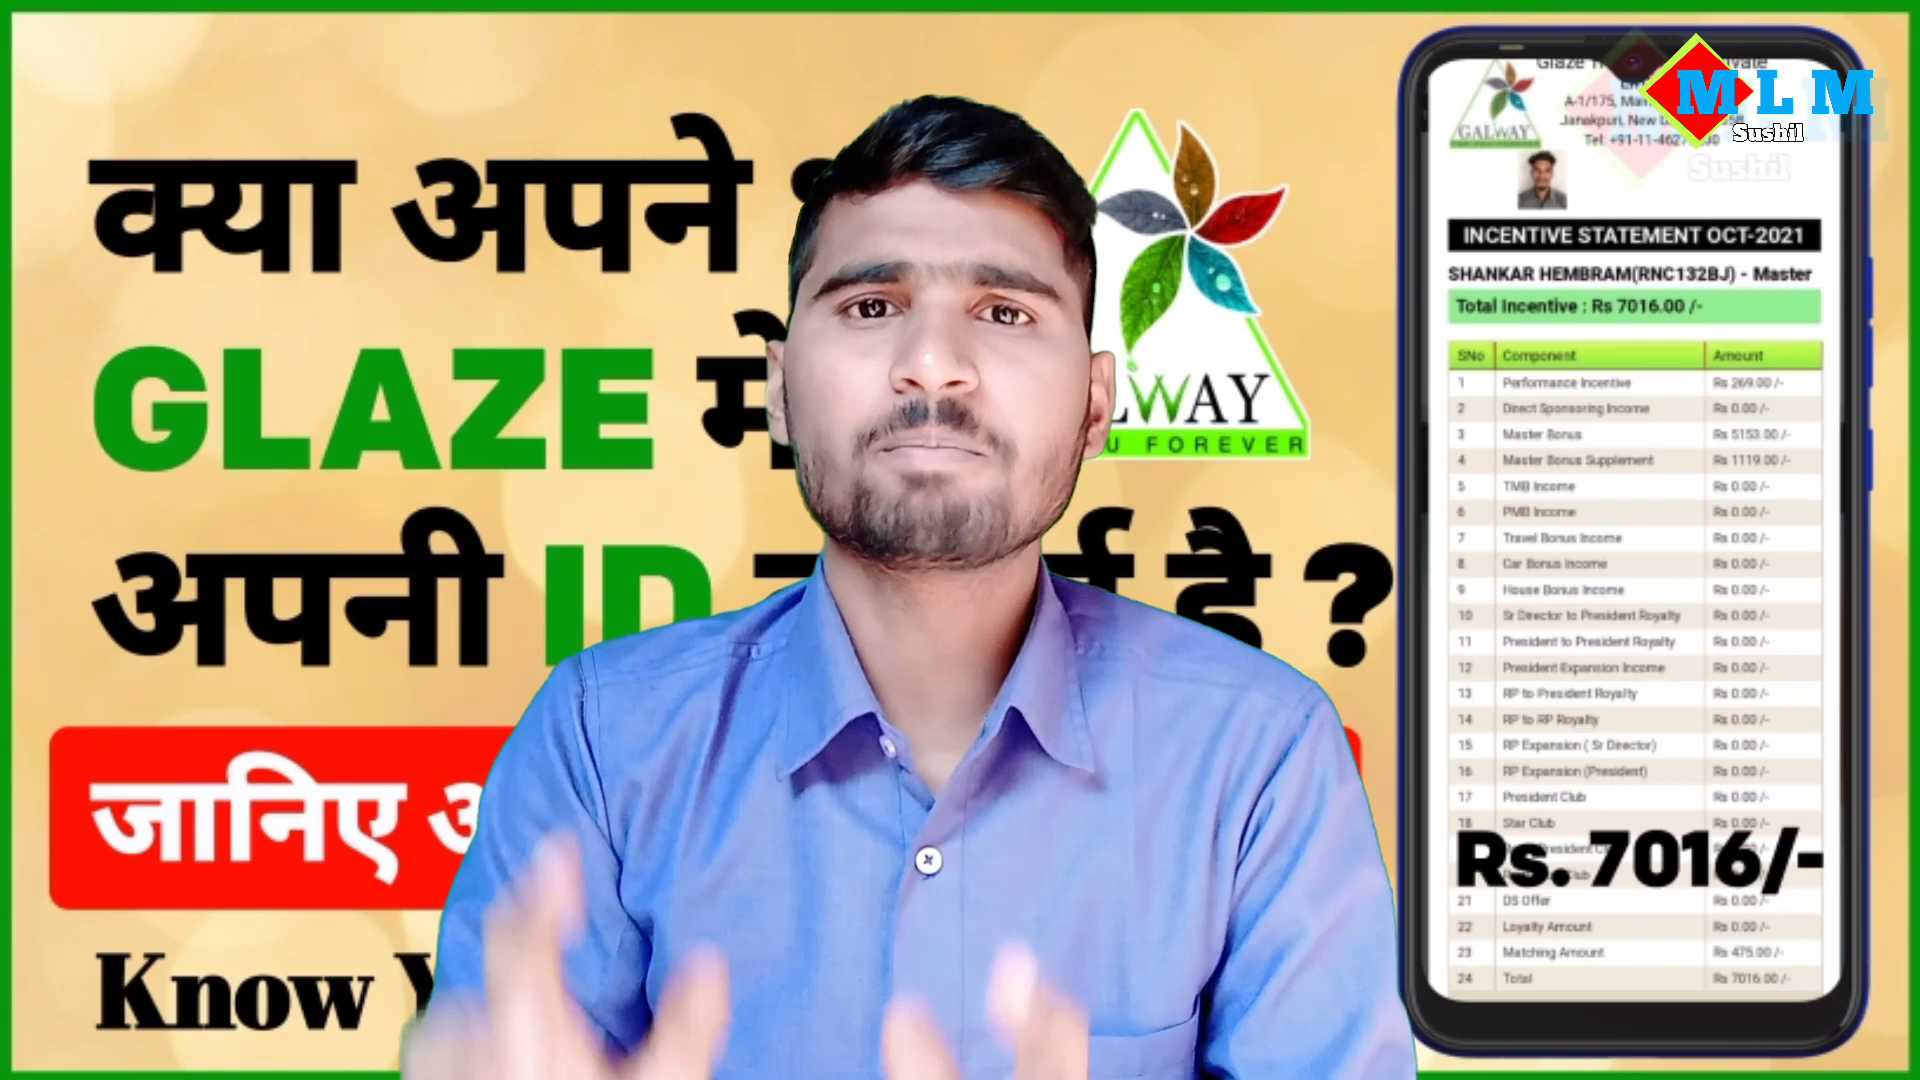 क्या अपने
GLAZE में
अपनी ID है ?
जानिए
Know
GALWAY
U FOREVER
MLM
Sushil
Sushil
GALWAY
A-1/175,
Janakpuri, New
Tel: +91-11-462
INCENTIVE STATEMENT OCT-2021
SHANKAR HEMBRAM(RNC132BJ) - Master
Total Incentive : Rs 7016.00 /-
SNo Component Amount
1 Performance Incentive Rs 269.00 /-
2 Direct Sponsoring Income Rs 0.00 /-
3 Master Bonus Rs 5153.00 /-
4 Master Bonus Supplement Rs 1119.00 /-
5 TMB Income Rs 0.00 /-
6 PMB Income Rs 0.00 /-
7 Travel Bonus Income Rs 0.00 /-
8 Car Bonus Income Rs 0.00 /-
9 House Bonus Income Rs 0.00 /-
10 Sr Director to President Royalty Rs 0.00 /-
11 President to President Royalty Rs 0.00 /-
12 President Expansion Income Rs 0.00 /-
13 RP to President Royalty Rs 0.00 /-
14 RP to RP Royalty Rs 0.00 /-
15 RP Expansion ( Sr Director) Rs 0.00 /-
16 RP Expansion (President) Rs 0.00 /-
17 President Club Rs 0.00 /-
18 Star Club Rs 0.00 /-
Rs. 7016/-
21 DS Offer Rs 0.00 /-
22 Loyalty Amount Rs 0.00 /-
23 Matching Amount Rs 475.00 /-
24 Total Rs 7016.00 /-